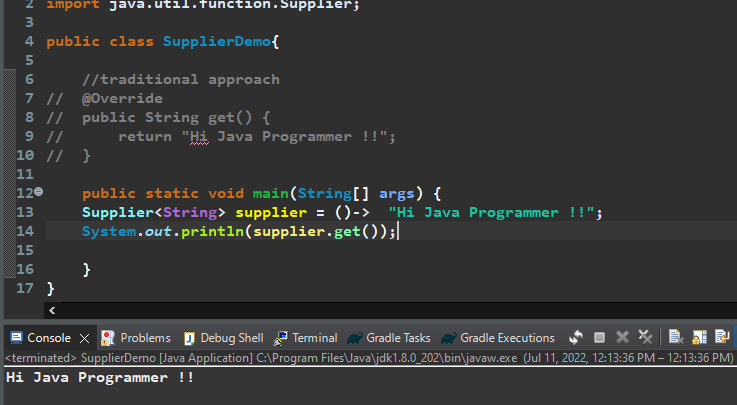 2 import java.util.function.Supplier;
3
4 public class SupplierDemo{
5
6 //traditional approach
7 // @Override
8 // public String get() {
9 // return "Hi Java Programmer !!";
10 // }
11
12 public static void main(String[] args) {
13 Supplier<String> supplier = ()-> "Hi Java Programmer !!";
14 System.out.println(supplier.get());
15
16 }
17 }
Console Problems Debug Shell Terminal Gradle Tasks Gradle Executions
<terminated> SupplierDemo [Java Application] C:\Program Files\Java\jdk1.8.0_202\bin\javaw.exe (Jul 11, 2022, 12:13:36 PM – 12:13:36 PM)
Hi Java Programmer !!